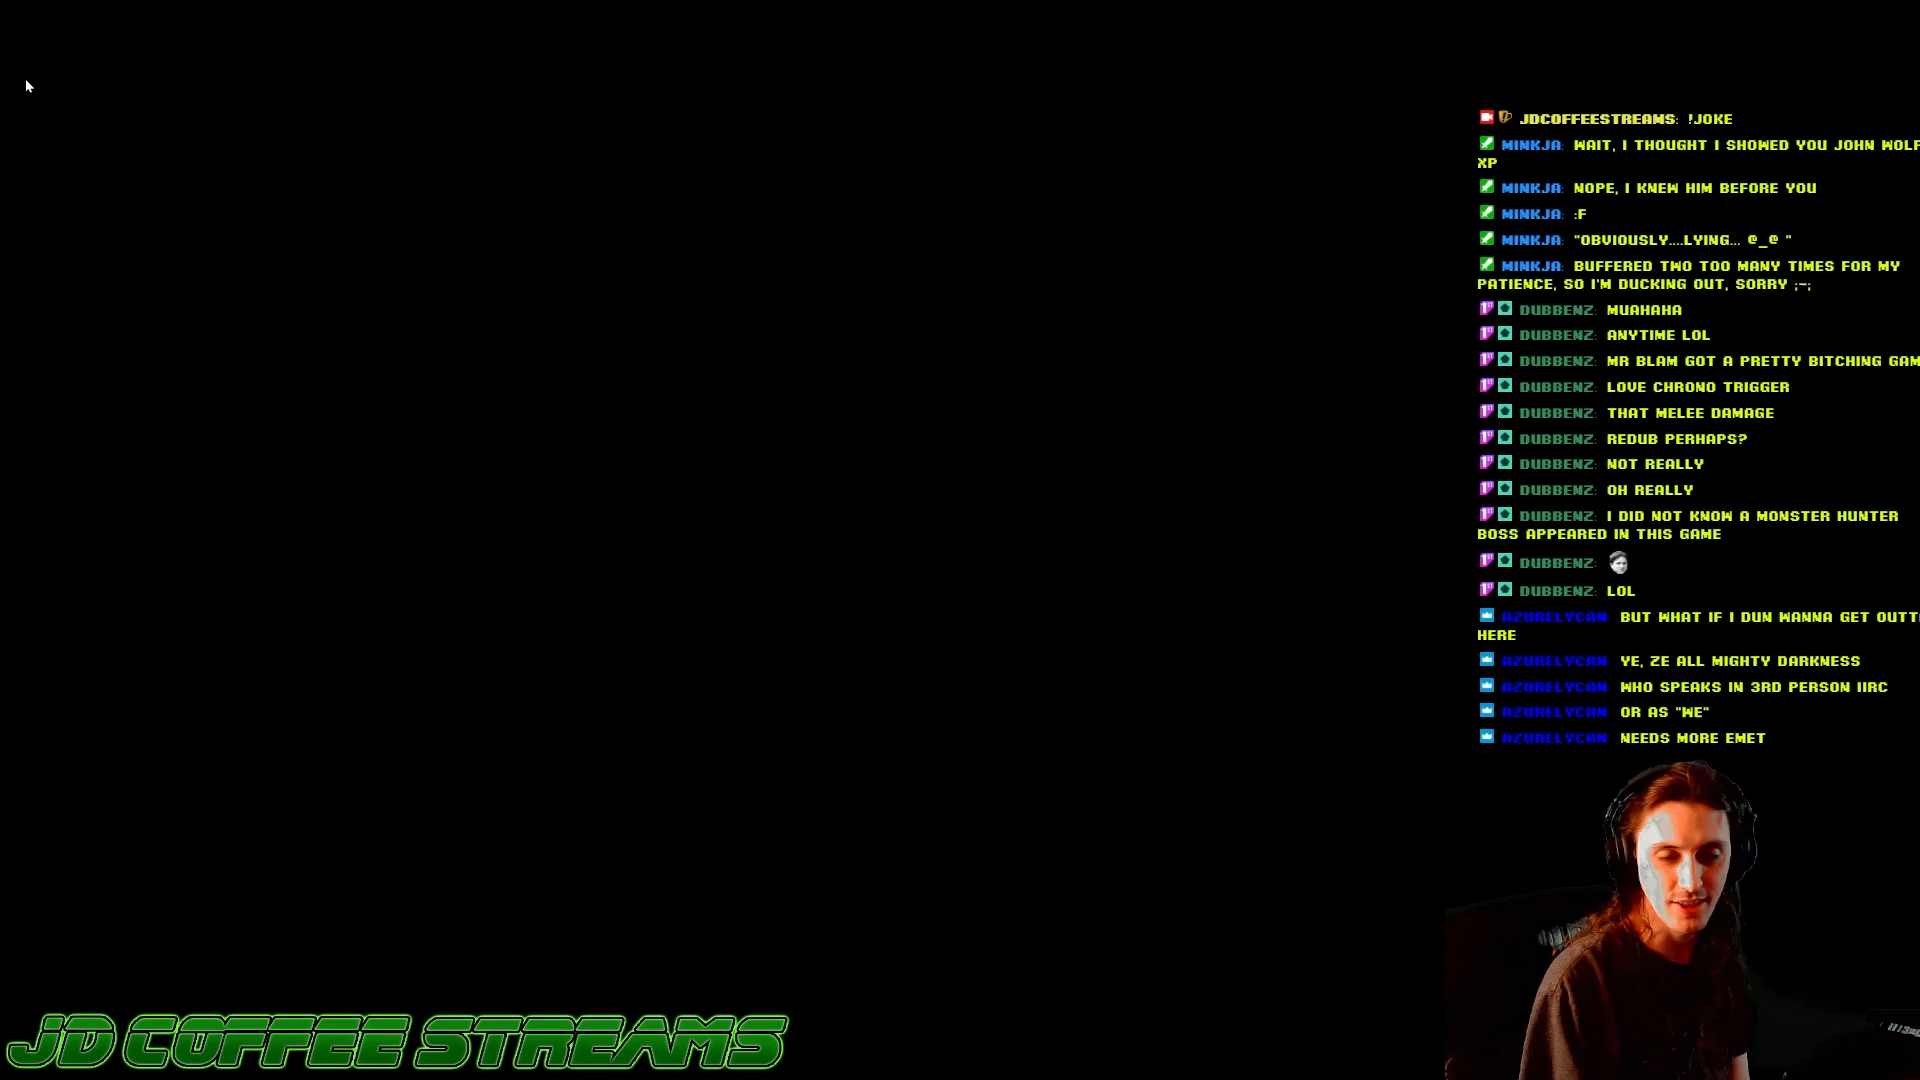 JDCOFFEESTREAMS: !JOKE
MINKJA: WAIT, I THOUGHT I SHOWED YOU JOHN
XP
MINKJA: NOPE, I KNEW HIM BEFORE YOU
MINKJA: :F
MINKJA: "OBVIOUSLY....LYING... @_@ "
MINKJA: BUFFERED TWO TOO MANY TIMES FOR MY
PATIENCE, SO I'M DUCKING OUT, SORRY ;-;
DUBBENZ: MUAHAHA
DUBBENZ: ANYTIME LOL
DUBBENZ: MR BLAM GOT A PRETTY BITCHING
DUBBENZ: LOVE CHRONO TRIGGER
DUBBENZ: THAT MELEE DAMAGE
DUBBENZ: REDUB PERHAPS?
DUBBENZ: NOT REALLY
DUBBENZ: OH REALLY
DUBBENZ: I DID NOT KNOW A MONSTER HUNTER
BOSS APPEARED IN THIS GAME
DUBBENZ:
DUBBENZ: LOL
AZURELYCAN: BUT WHAT IF I DUN WANNA GET
HERE
AZURELYCAN: YE, ZE ALL MIGHTY DARKNESS
AZURELYCAN: WHO SPEAKS IN 3RD PERSON IIRC
AZURELYCAN: OR AS "WE"
AZURELYCAN: NEEDS MORE EMET
JD COFFEE STREAMS